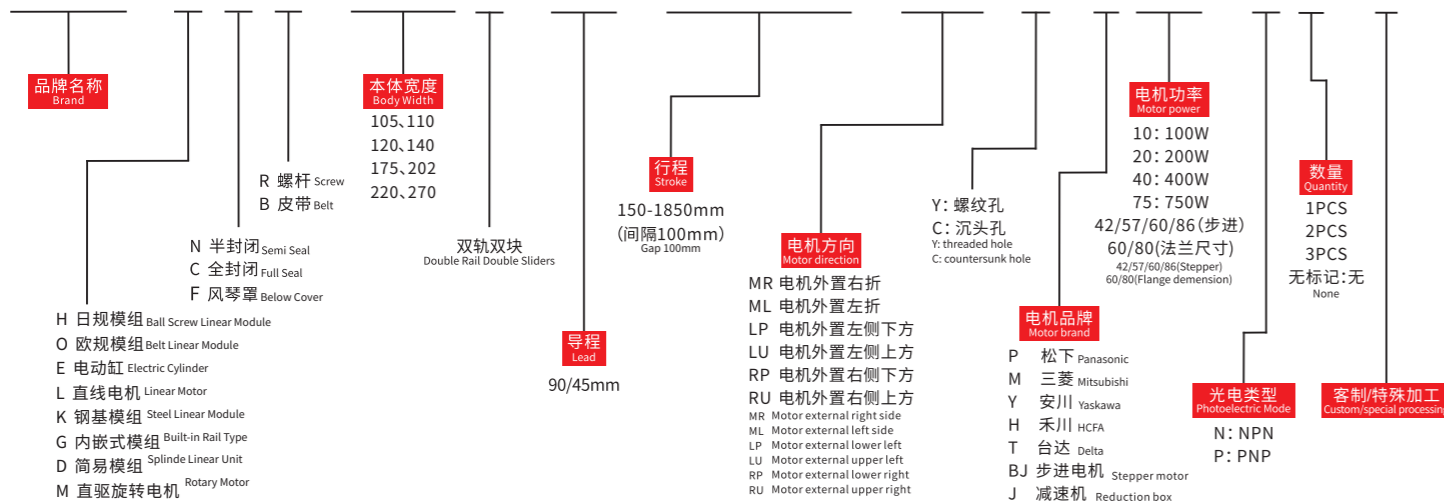 品牌名称
Brand
H 日规模组 Ball Screw Linear Module
O 欧规模组 Belt Linear Module
E 电动缸 Electric Cylinder
L 直线电机 Linear Motor
K 钢基模组 Steel Linear Module
G 内嵌式模组 Built-in Rail Type
D 简易模组 Splinde Linear Unit
M 直驱旋转电机 Rotary Motor
N 半封闭 Semi Seal
C 全封闭 Full Seal
F 风琴罩 Below Cover
R 螺杆 Screw
B 皮带 Belt
本体宽度
Body Width
105、110
120、140
175、202
220、270
双轨双块
Double Rail Double Sliders
导程
Lead
90/45mm
行程
Stroke
150-1850mm
(间隔100mm)
Gap 100mm
电机方向
Motor direction
MR 电机外置右折
ML 电机外置左折
LP 电机外置左侧下方
LU 电机外置左侧上方
RP 电机外置右侧下方
RU 电机外置右侧上方
MR Motor external right side
ML Motor external left side
LP Motor external lower left
LU Motor external upper left
RP Motor external lower right
RU Motor external upper right
Y: 螺纹孔
C: 沉头孔
Y: threaded hole
C: countersunk hole
电机品牌
Motor brand
P 松下 Panasonic
M 三菱 Mitsubishi
Y 安川 Yaskawa
H 禾川 HCFA
T 台达 Delta
BJ 步进电机 Stepper motor
J 减速机 Reduction box
电机功率
Motor power
10: 100W
20: 200W
40: 400W
75: 750W
42/57/60/86(步进)
60/80(法兰尺寸)
42/57/60/86(Stepper)
60/80(Flange demension)
光电类型
Photoelectric Mode
N: NPN
P: PNP
数量
Quantity
1PCS
2PCS
3PCS
无标记:无
None
客制/特殊加工
Custom/special processing